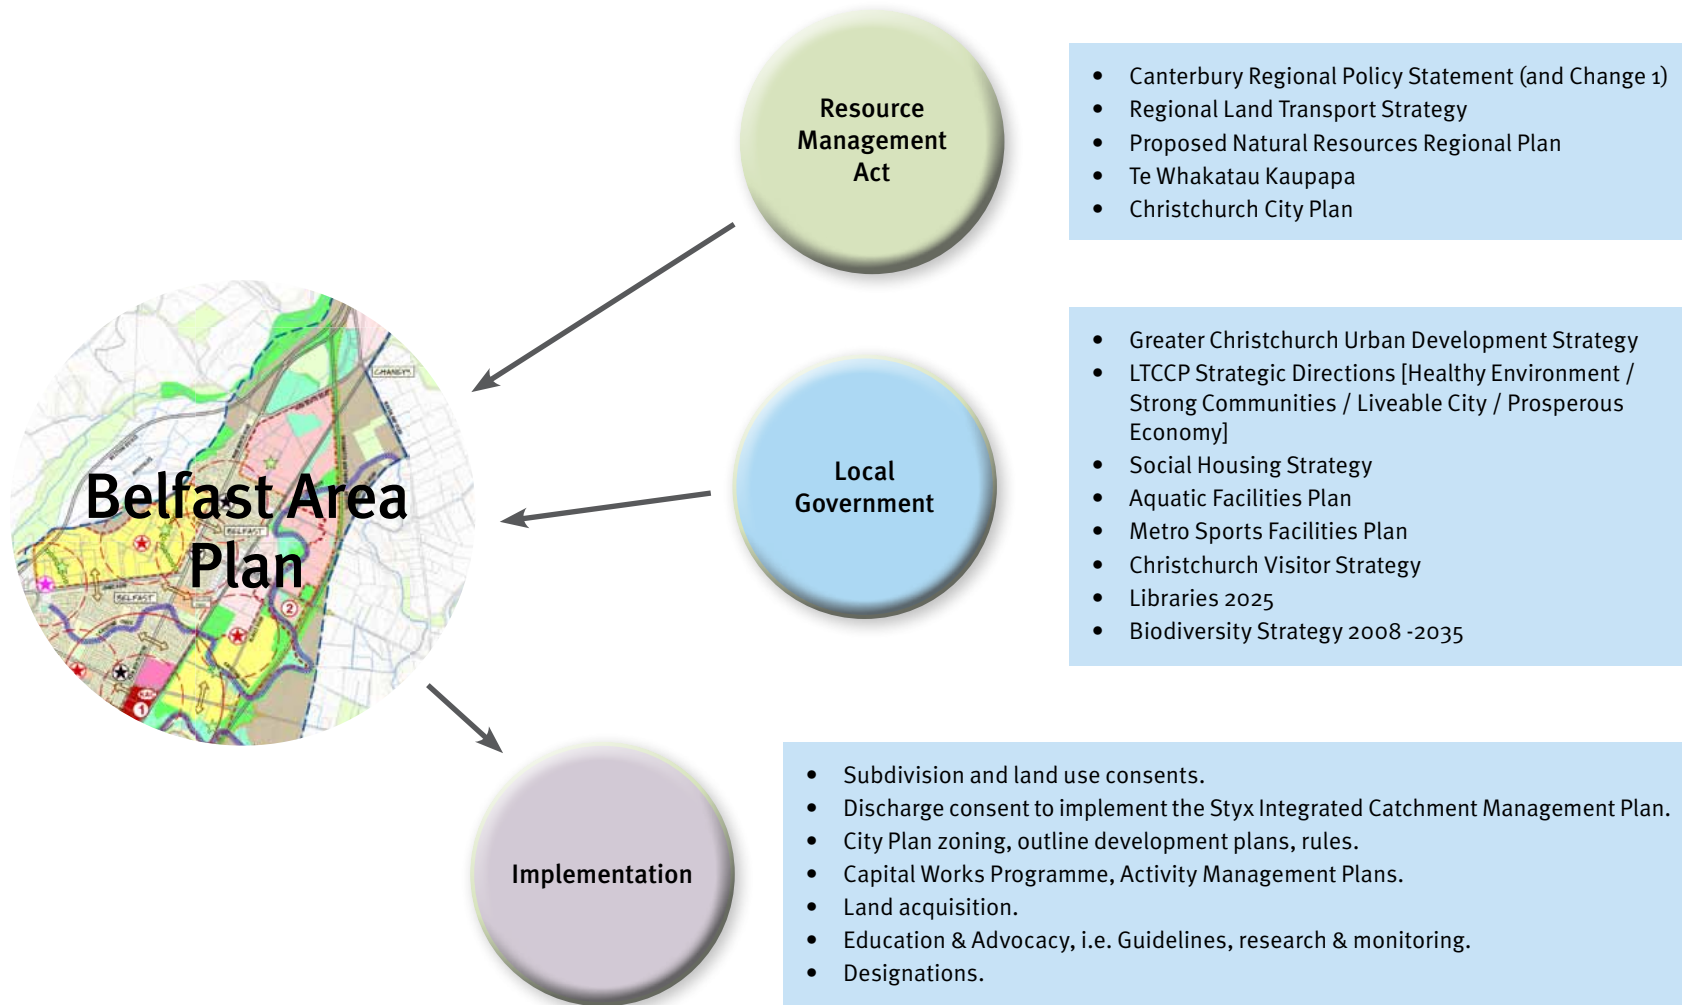 Resource
Management
Act
• Canterbury Regional Policy Statement (and Change 1)
• Regional Land Transport Strategy
• Proposed Natural Resources Regional Plan
• Te Whakatau Kaupapa
• Christchurch City Plan
Belfast Area
Plan
CHANEYS
BELFAST
BELFAST
2
1
Local
Government
• Greater Christchurch Urban Development Strategy
• LTCCP Strategic Directions [Healthy Environment /
Strong Communities / Liveable City / Prosperous
Economy]
• Social Housing Strategy
• Aquatic Facilities Plan
• Metro Sports Facilities Plan
• Christchurch Visitor Strategy
• Libraries 2025
• Biodiversity Strategy 2008 -2035
Implementation
• Subdivision and land use consents.
• Discharge consent to implement the Styx Integrated Catchment Management Plan.
• City Plan zoning, outline development plans, rules.
• Capital Works Programme, Activity Management Plans.
• Land acquisition.
• Education & Advocacy, i.e. Guidelines, research & monitoring.
• Designations.